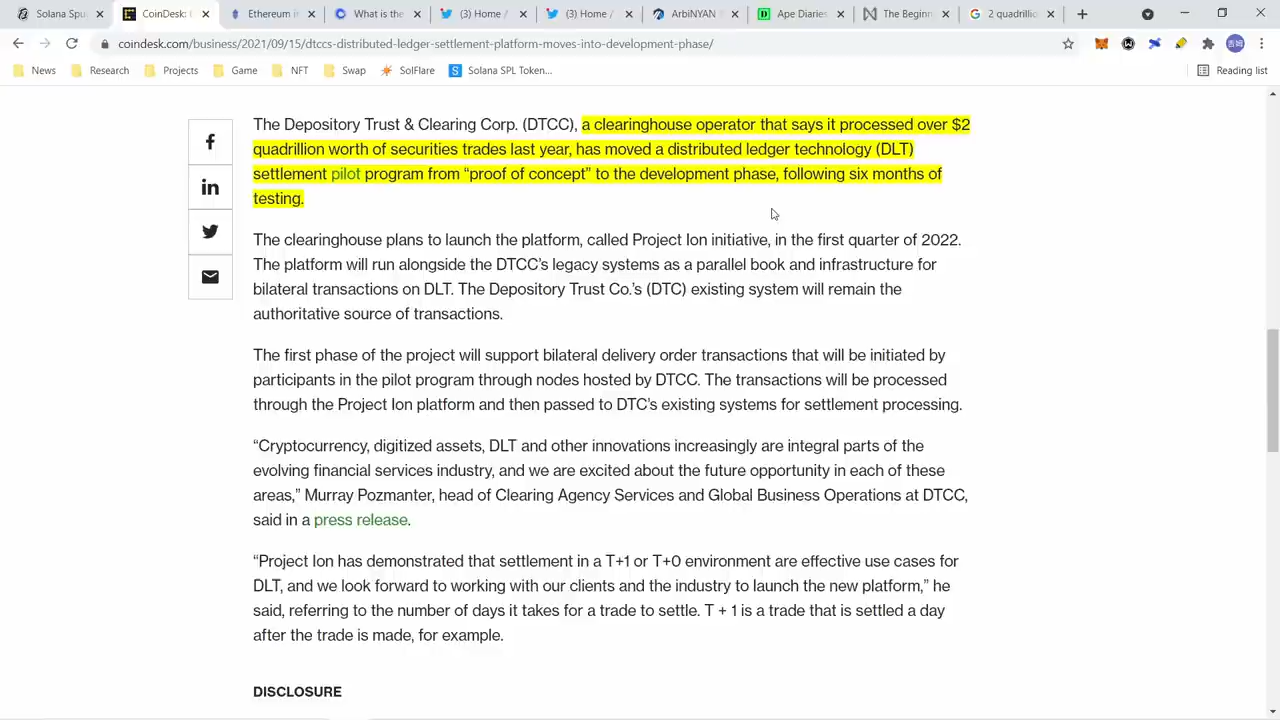 Solana Spu
CoinDesk I
Ethereum i
What is the
(3) Home /
(3) Home /
ArbiNYAN
Ape Diaries
The Beginn
2 quadrillio
coindesk.com/business/2021/09/15/dtccs-distributed-ledger-settlement-platform-moves-into-development-phase/
News Research Projects Game NFT Swap SolFlare Solana SPL Token... Reading list
The Depository Trust & Clearing Corp. (DTCC), a clearinghouse operator that says it processed over $2
quadrillion worth of securities trades last year, has moved a distributed ledger technology (DLT)
settlement pilot program from “proof of concept” to the development phase, following six months of
testing.
The clearinghouse plans to launch the platform, called Project Ion initiative, in the first quarter of 2022.
The platform will run alongside the DTCC’s legacy systems as a parallel book and infrastructure for
bilateral transactions on DLT. The Depository Trust Co.’s (DTC) existing system will remain the
authoritative source of transactions.
The first phase of the project will support bilateral delivery order transactions that will be initiated by
participants in the pilot program through nodes hosted by DTCC. The transactions will be processed
through the Project Ion platform and then passed to DTC’s existing systems for settlement processing.
“Cryptocurrency, digitized assets, DLT and other innovations increasingly are integral parts of the
evolving financial services industry, and we are excited about the future opportunity in each of these
areas,” Murray Pozmanter, head of Clearing Agency Services and Global Business Operations at DTCC,
said in a press release.
“Project Ion has demonstrated that settlement in a T+1 or T+0 environment are effective use cases for
DLT, and we look forward to working with our clients and the industry to launch the new platform,” he
said, referring to the number of days it takes for a trade to settle. T + 1 is a trade that is settled a day
after the trade is made, for example.
DISCLOSURE